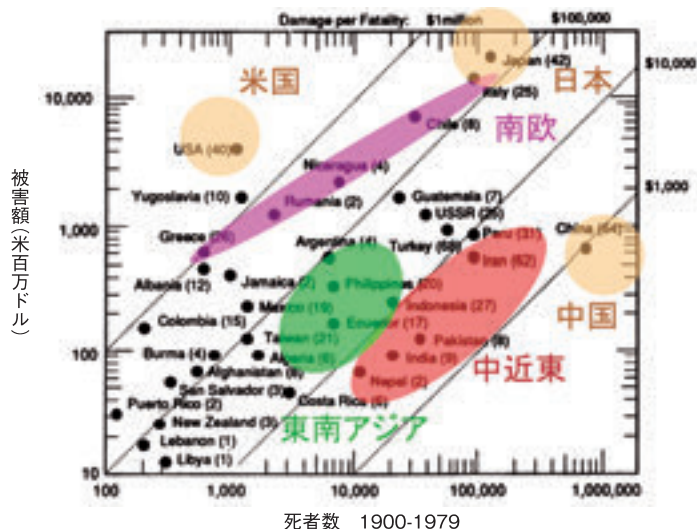 Damage per Fatality: $1million $100,000
米国
Japan (42)
日本
$10,000
Italy (25)
10,000
Chile (8)
南欧
USA (40)
Nicaragua (4)
Yugoslavia (10)
Rumania (2)
Guatemala (7)
$1,000
USSR (26)
1,000
Greece
Argentina (4)
Turkey (68)
Peru (31)
China (64)
Iran (62)
Albania (12)
Jamaica (2)
Philippines (20)
Mexico (19)
Indonesia (27)
中国
Colombia (15)
Ecuador (17)
Taiwan (21)
Pakistan (8)
100
Burma (4)
Algeria (6)
India (9)
中近東
Afghanistan
Nepal (2)
San Salvador (3)
Costa Rica (5)
Puerto Rico (2)
New Zealand (3)
東南アジア
Lebanon (1)
Libya (1)
10
100
1,000
10,000
100,000
1,000,000
被害額(米百万ドル)
死者数 1900-1979